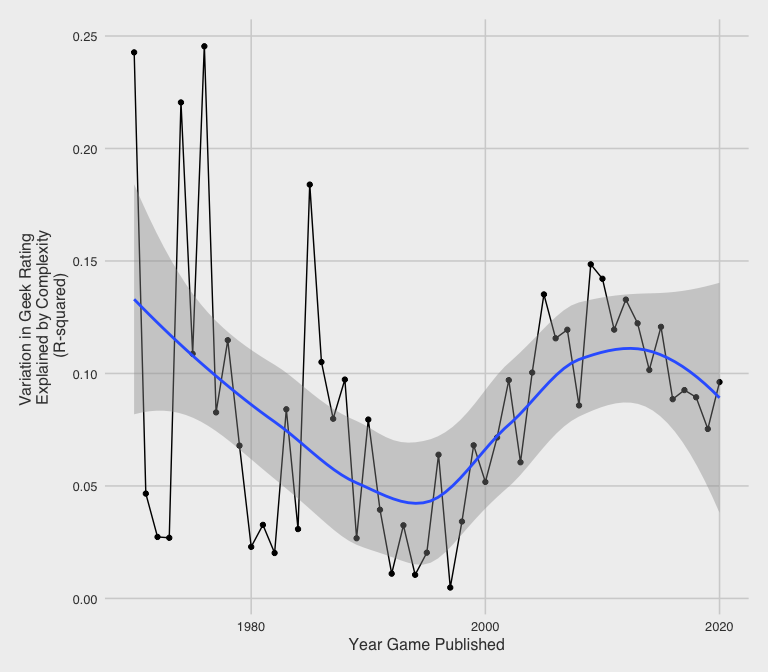 0.25
0.20
0.15
0.10
0.05
0.00
Variation in Geek Rating
Explained by Complexity
(R-squared)
1980
2000
2020
Year Game Published